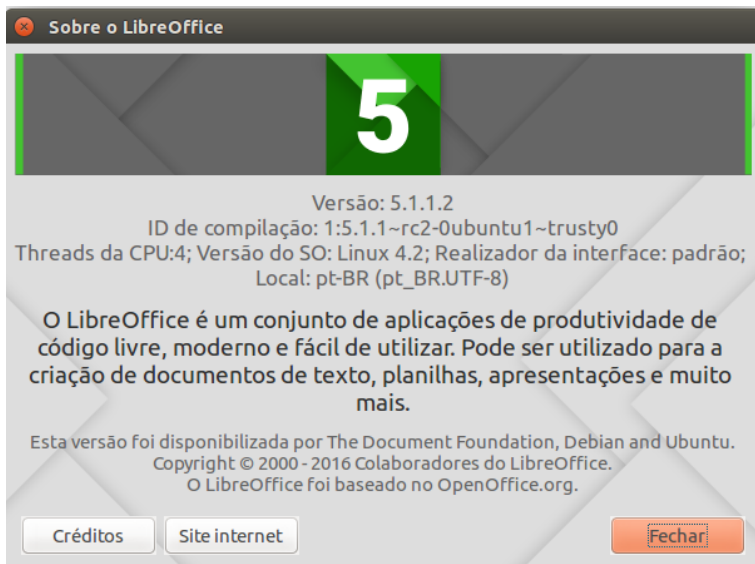 Sobre o LibreOffice
5
Versão: 5.1.1.2
ID de compilação: 1:5.1.1~rc2-0ubuntu1~trusty0
Threads da CPU:4; Versão do SO: Linux 4.2; Realizador da interface: padrão;
Local: pt-BR (pt_BR.UTF-8)
O LibreOffice é um conjunto de aplicações de produtividade de
código livre, moderno e fácil de utilizar. Pode ser utilizado para a
criação de documentos de texto, planilhas, apresentações e muito
mais.
Esta versão foi disponibilizada por The Document Foundation, Debian and Ubuntu.
Copyright © 2000 - 2016 Colaboradores do LibreOffice.
O LibreOffice foi baseado no OpenOffice.org.
Créditos
Site internet
Fechar